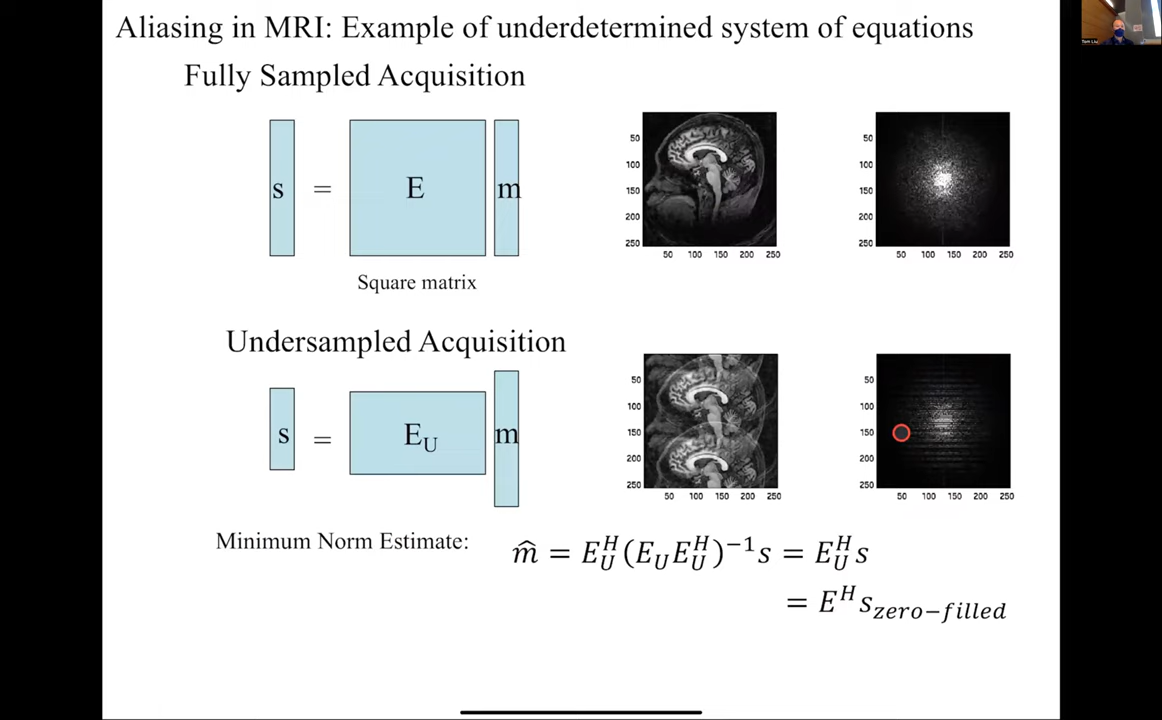 Aliasing in MRI: Example of underdetermined system of equations
Fully Sampled Acquisition
s = E m
Square matrix
50
100
150
200
250
50 100 150 200 250
50
100
150
200
250
50 100 150 200 250
Undersampled Acquisition
s = E_U m
50
100
150
200
250
50 100 150 200 250
50
100
150
200
250
50 100 150 200 250
Minimum Norm Estimate: m̂ = E_U^H(E_U E_U^H)^{−1}s = E_U^H s
= E^H s_{zero−filled}
Tom Liu